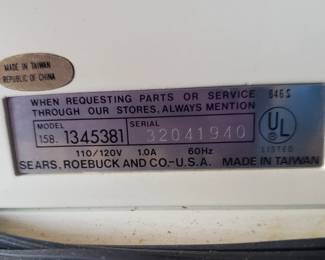 MADE IN TAIWAN
REPUBLIC OF CHINA
WHEN REQUESTING PARTS OR SERVICE
THROUGH OUR STORES, ALWAYS MENTION
646S
MODEL SERIAL
158. 1345381 32041940
UL
LISTED
110/120V 1.0A 60Hz
SEARS, ROEBUCK AND CO.-U.S.A. MADE IN TAIWAN